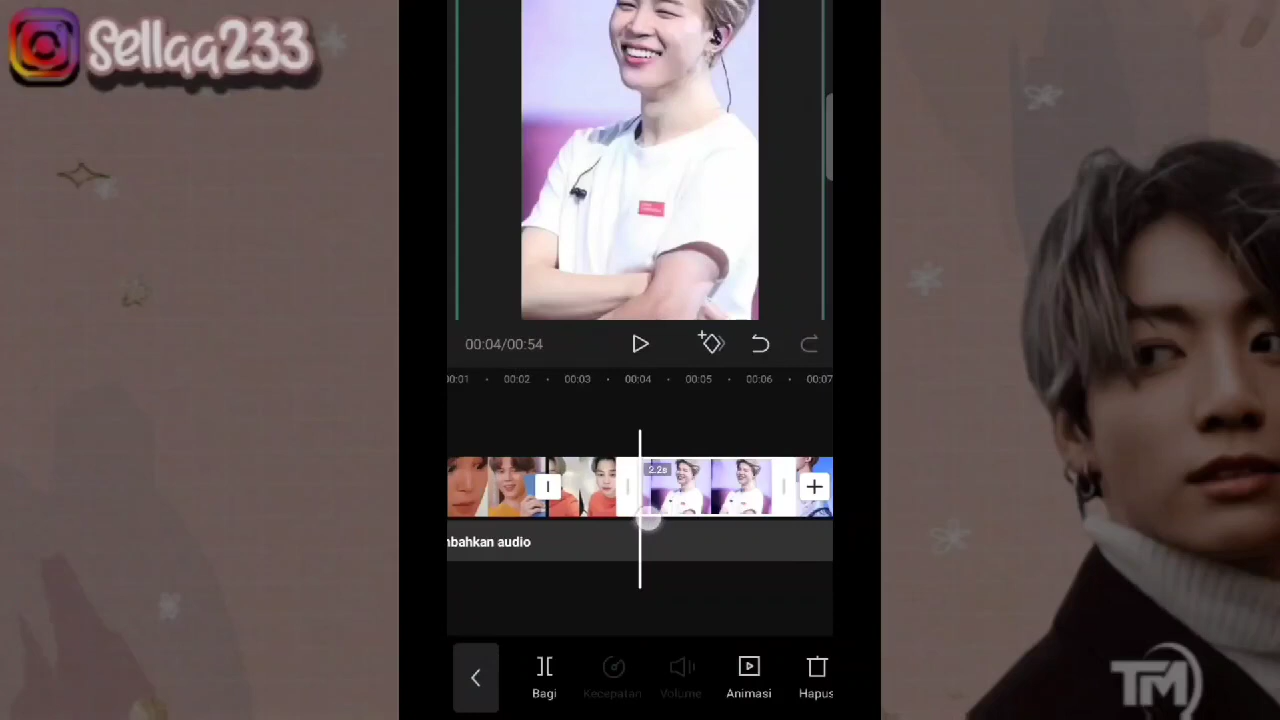 Sellaa233
00:04/00:54
00:01 00:02 00:03 00:04 00:05 00:06 00:07
2.2s
nbahkan audio
Bagi Kecepatan Volume Animasi Hapus
TM